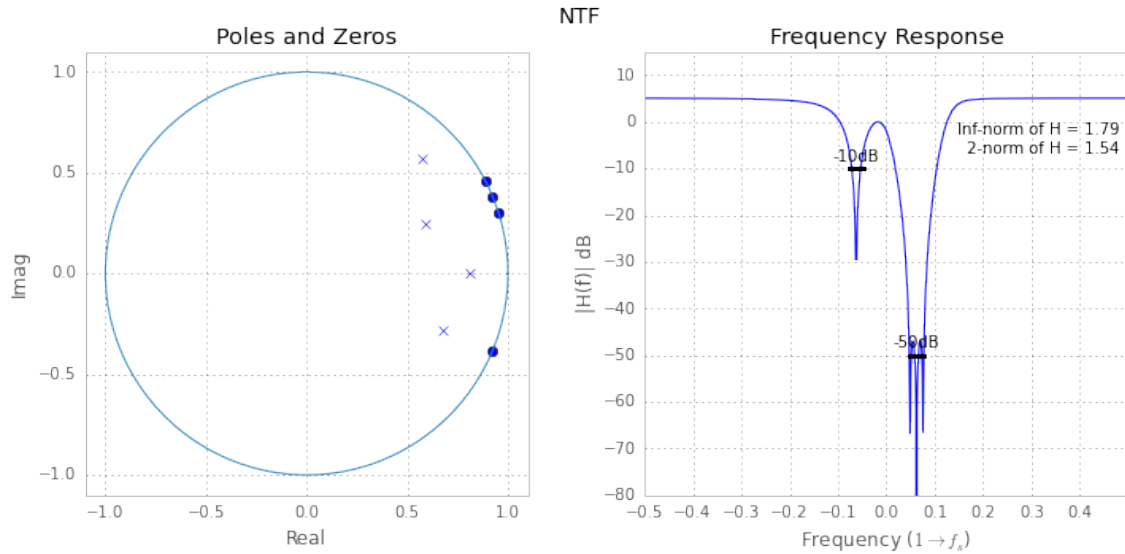 NTF
Poles and Zeros
1.0
0.5
0.0
−0.5
−1.0
Imag
−1.0
−0.5
0.0
0.5
1.0
Real
Frequency Response
10
0
−10
−20
−30
−40
−50
−60
−70
−80
|H(f)| dB
Inf-norm of H = 1.79
2-norm of H = 1.54
-10dB
-50dB
−0.5
−0.4
−0.3
−0.2
−0.1
0.0
0.1
0.2
0.3
0.4
Frequency (1→fs)